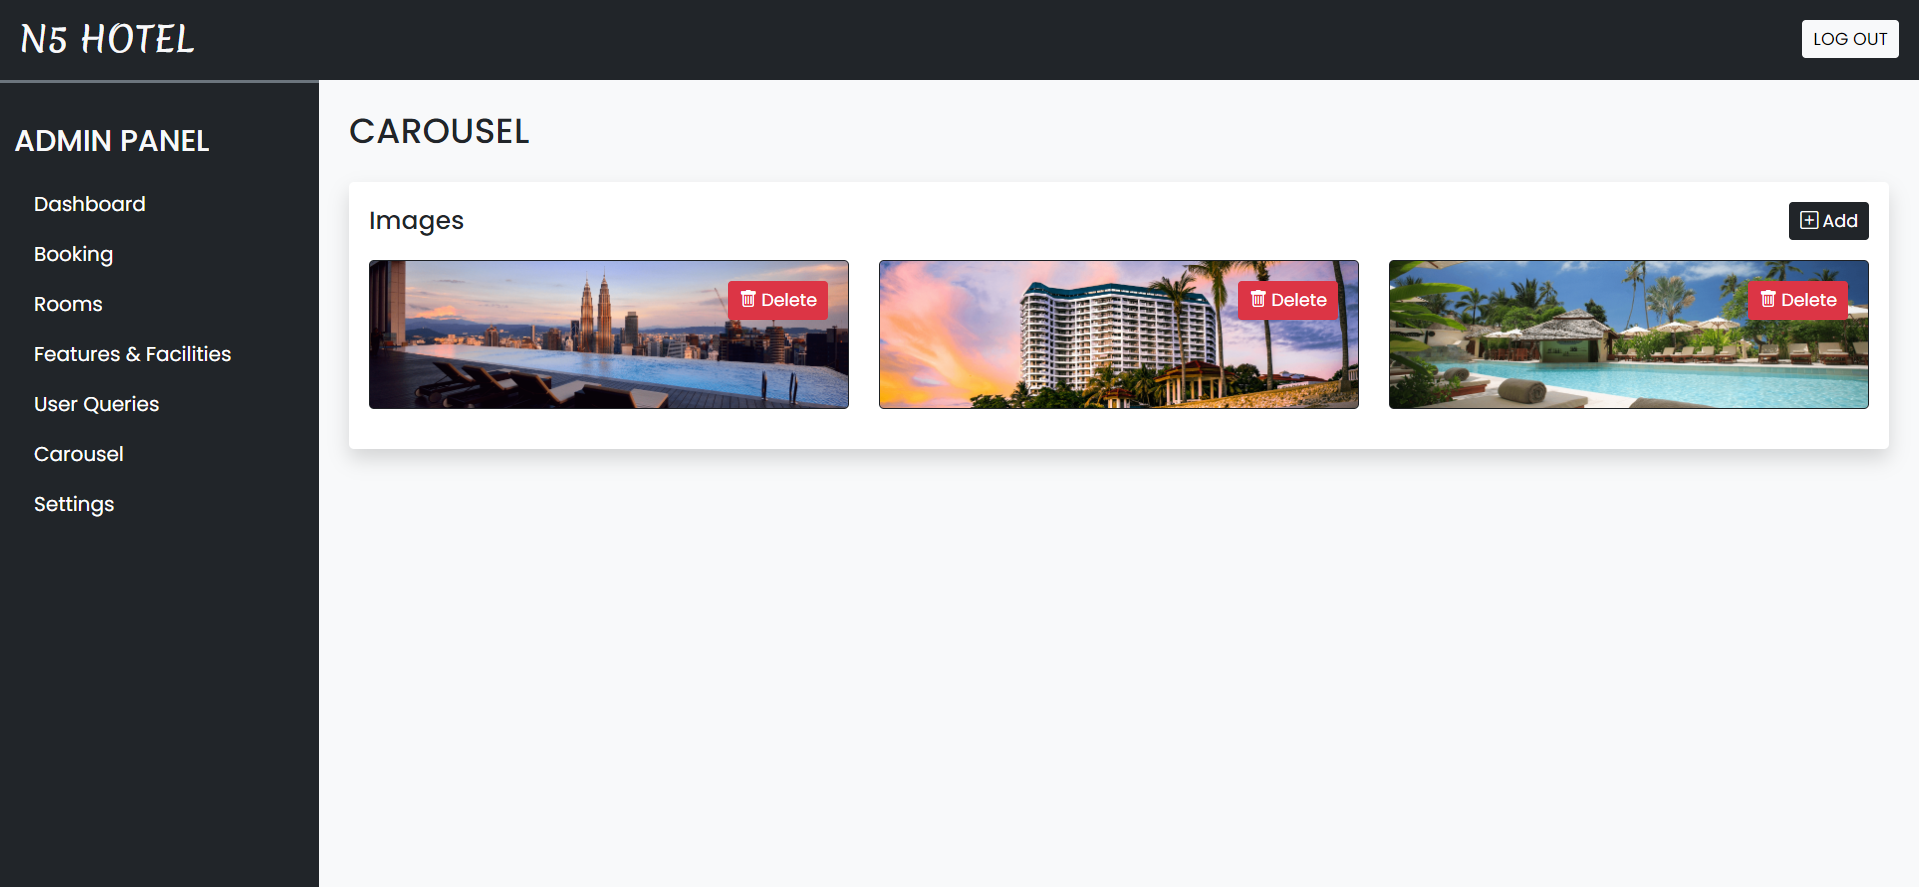 N5 HOTEL
LOG OUT
ADMIN PANEL
Dashboard
Booking
Rooms
Features & Facilities
User Queries
Carousel
Settings
CAROUSEL
Images
Add
Delete
Delete
Delete